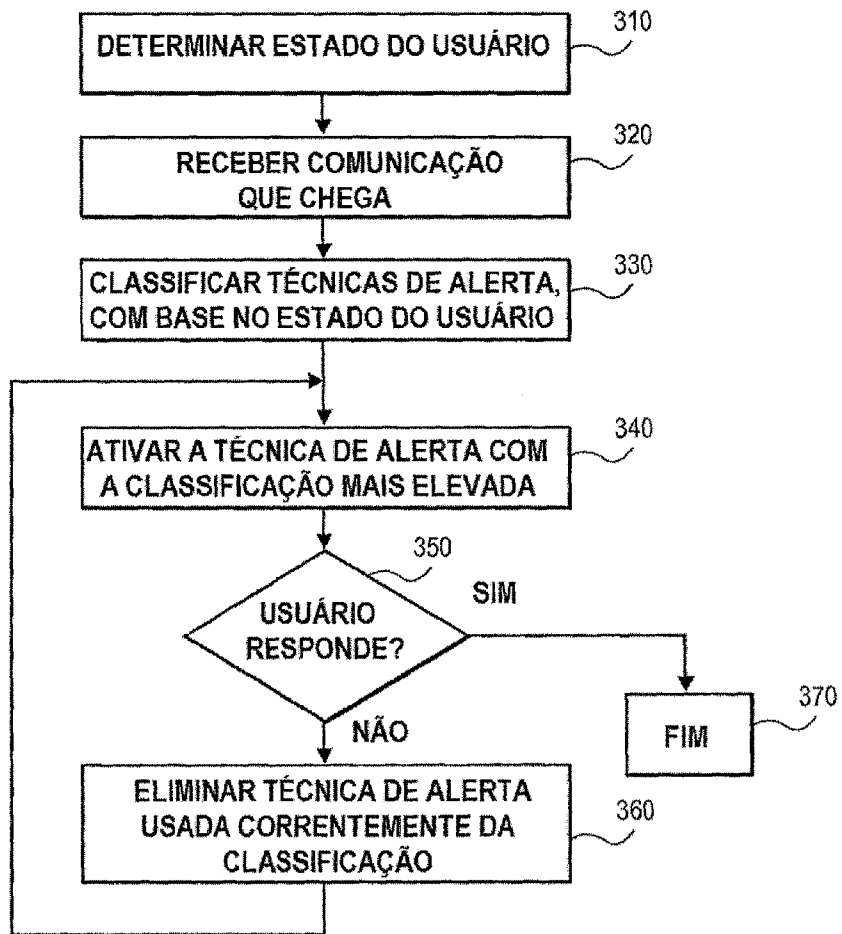 DETERMINAR ESTADO DO USUÁRIO
310
RECEBER COMUNICAÇÃO
QUE CHEGA
320
CLASSIFICAR TÉCNICAS DE ALERTA,
COM BASE NO ESTADO DO USUÁRIO
330
ATIVAR A TÉCNICA DE ALERTA COM
A CLASSIFICAÇÃO MAIS ELEVADA
340
350
USUÁRIO
RESPONDE?
SIM
NÃO
FIM
370
ELIMINAR TÉCNICA DE ALERTA
USADA CORRENTEMENTE DA
CLASSIFICAÇÃO
360